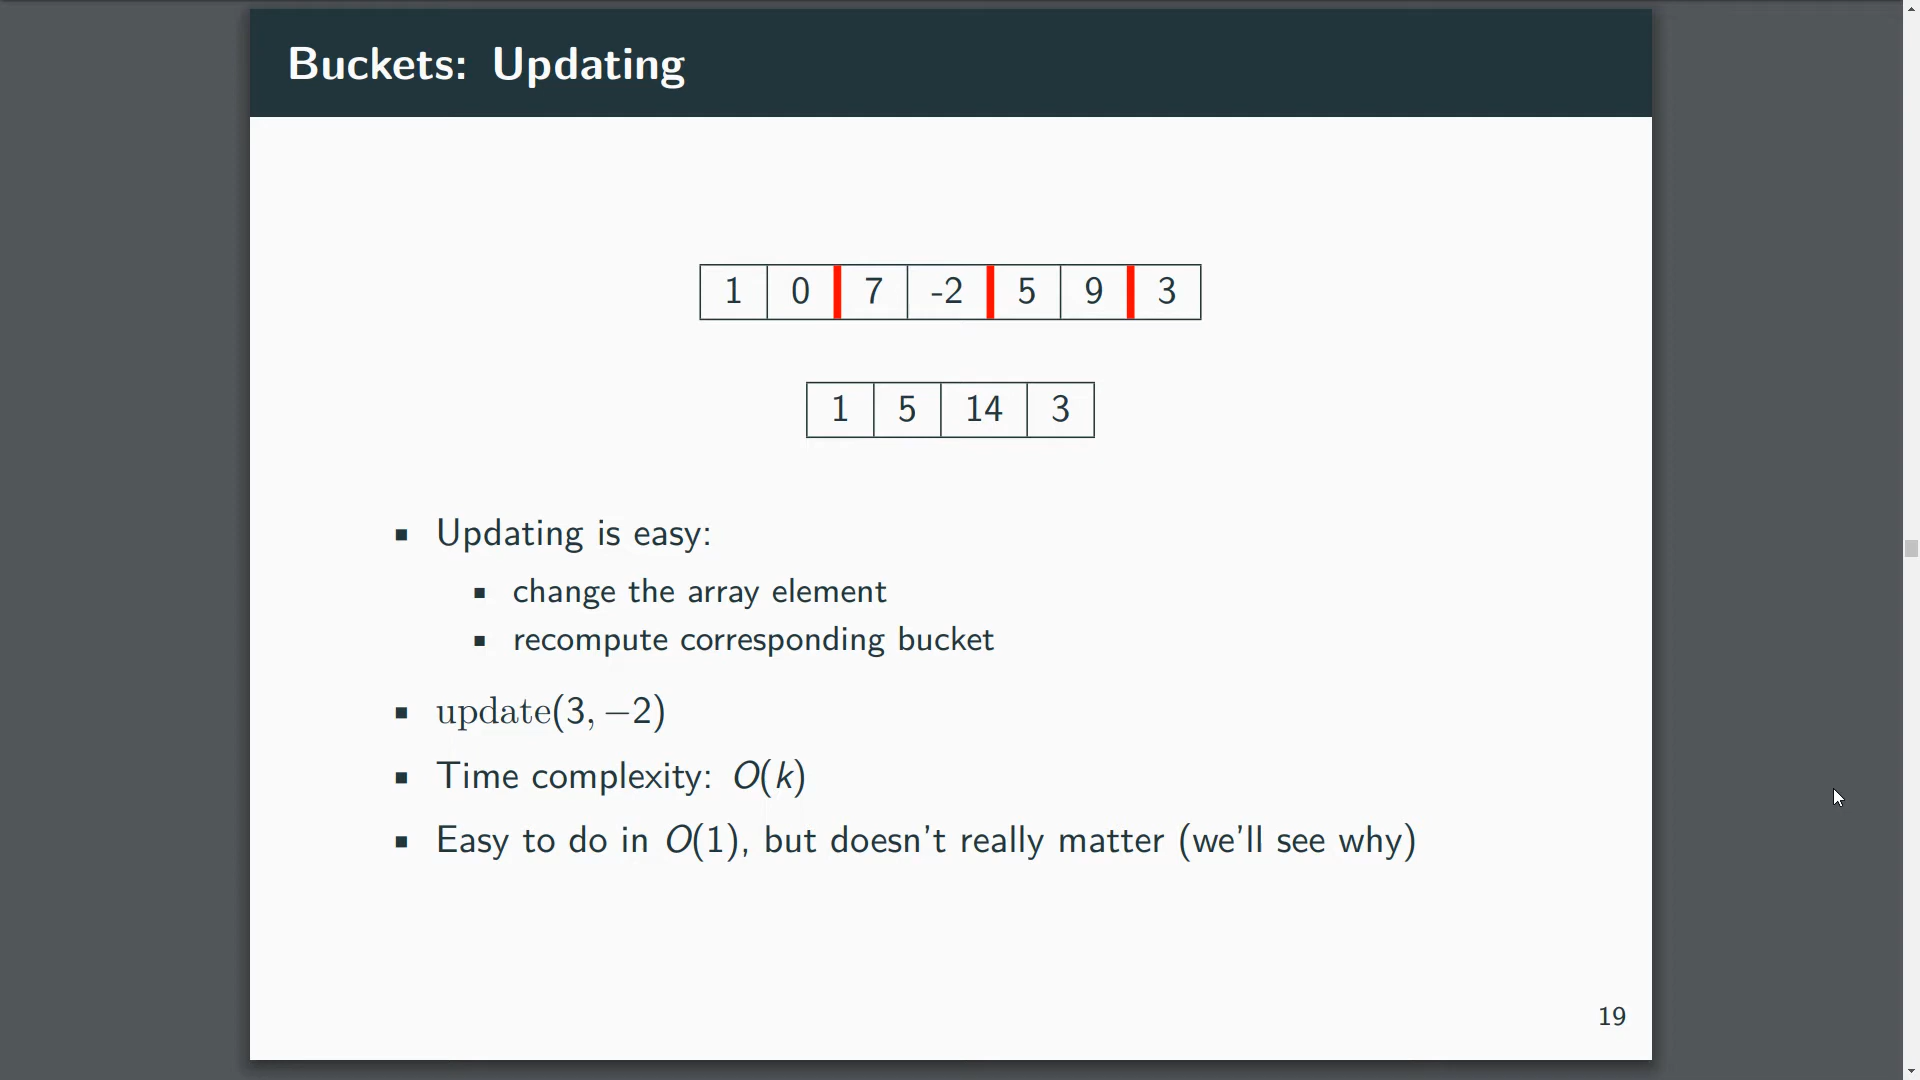 Buckets: Updating
1 0 7 -2 5 9 3
1 5 14 3
Updating is easy:
change the array element
recompute corresponding bucket
update(3, −2)
Time complexity: O(k)
Easy to do in O(1), but doesn't really matter (we'll see why)
19